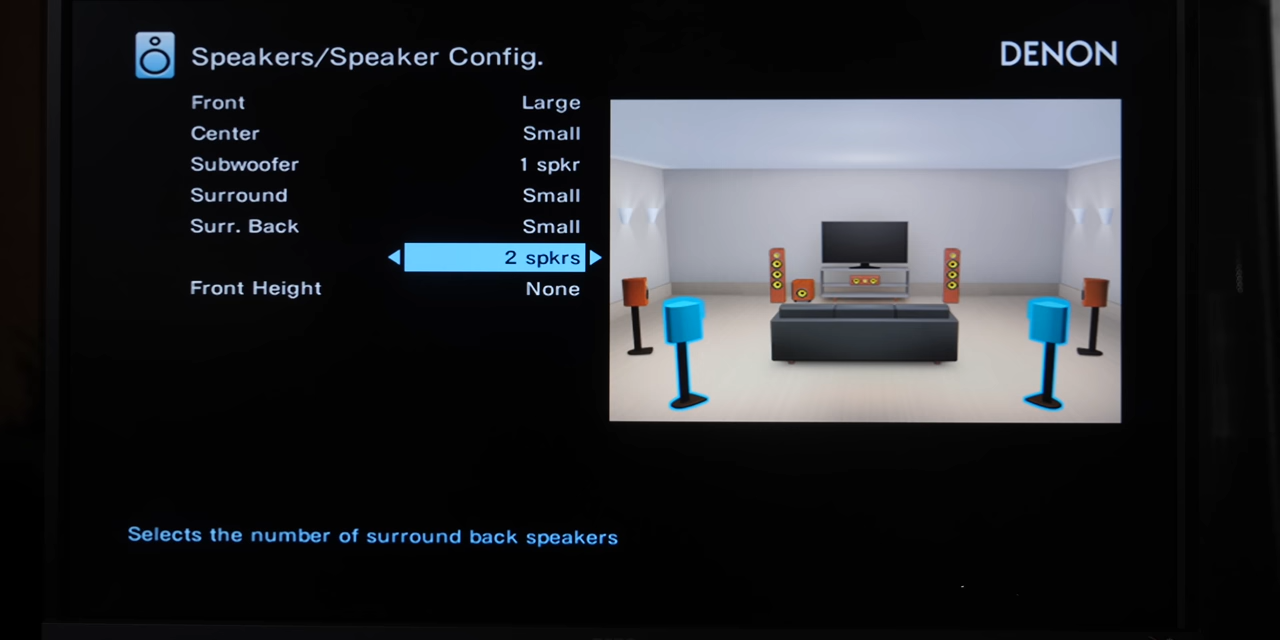 Speakers/Speaker Config.
DENON
Front Large
Center Small
Subwoofer 1 spkr
Surround Small
Surr. Back Small
2 spkrs
Front Height None
Selects the number of surround back speakers